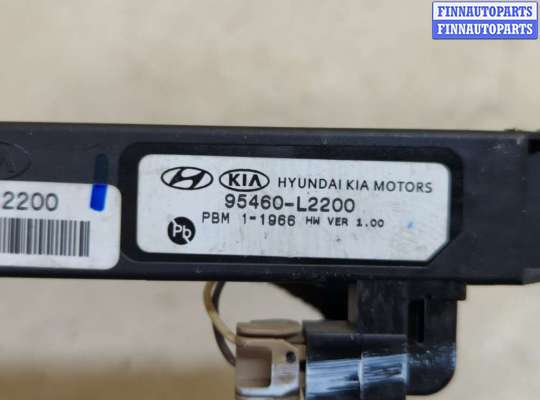 FINNAUTOPARTS
FINNAUTOPARTS
KIA HYUNDAI KIA MOTORS
2200
95460-L2200
PBM 1-1966 HW VER 1.00
Pb